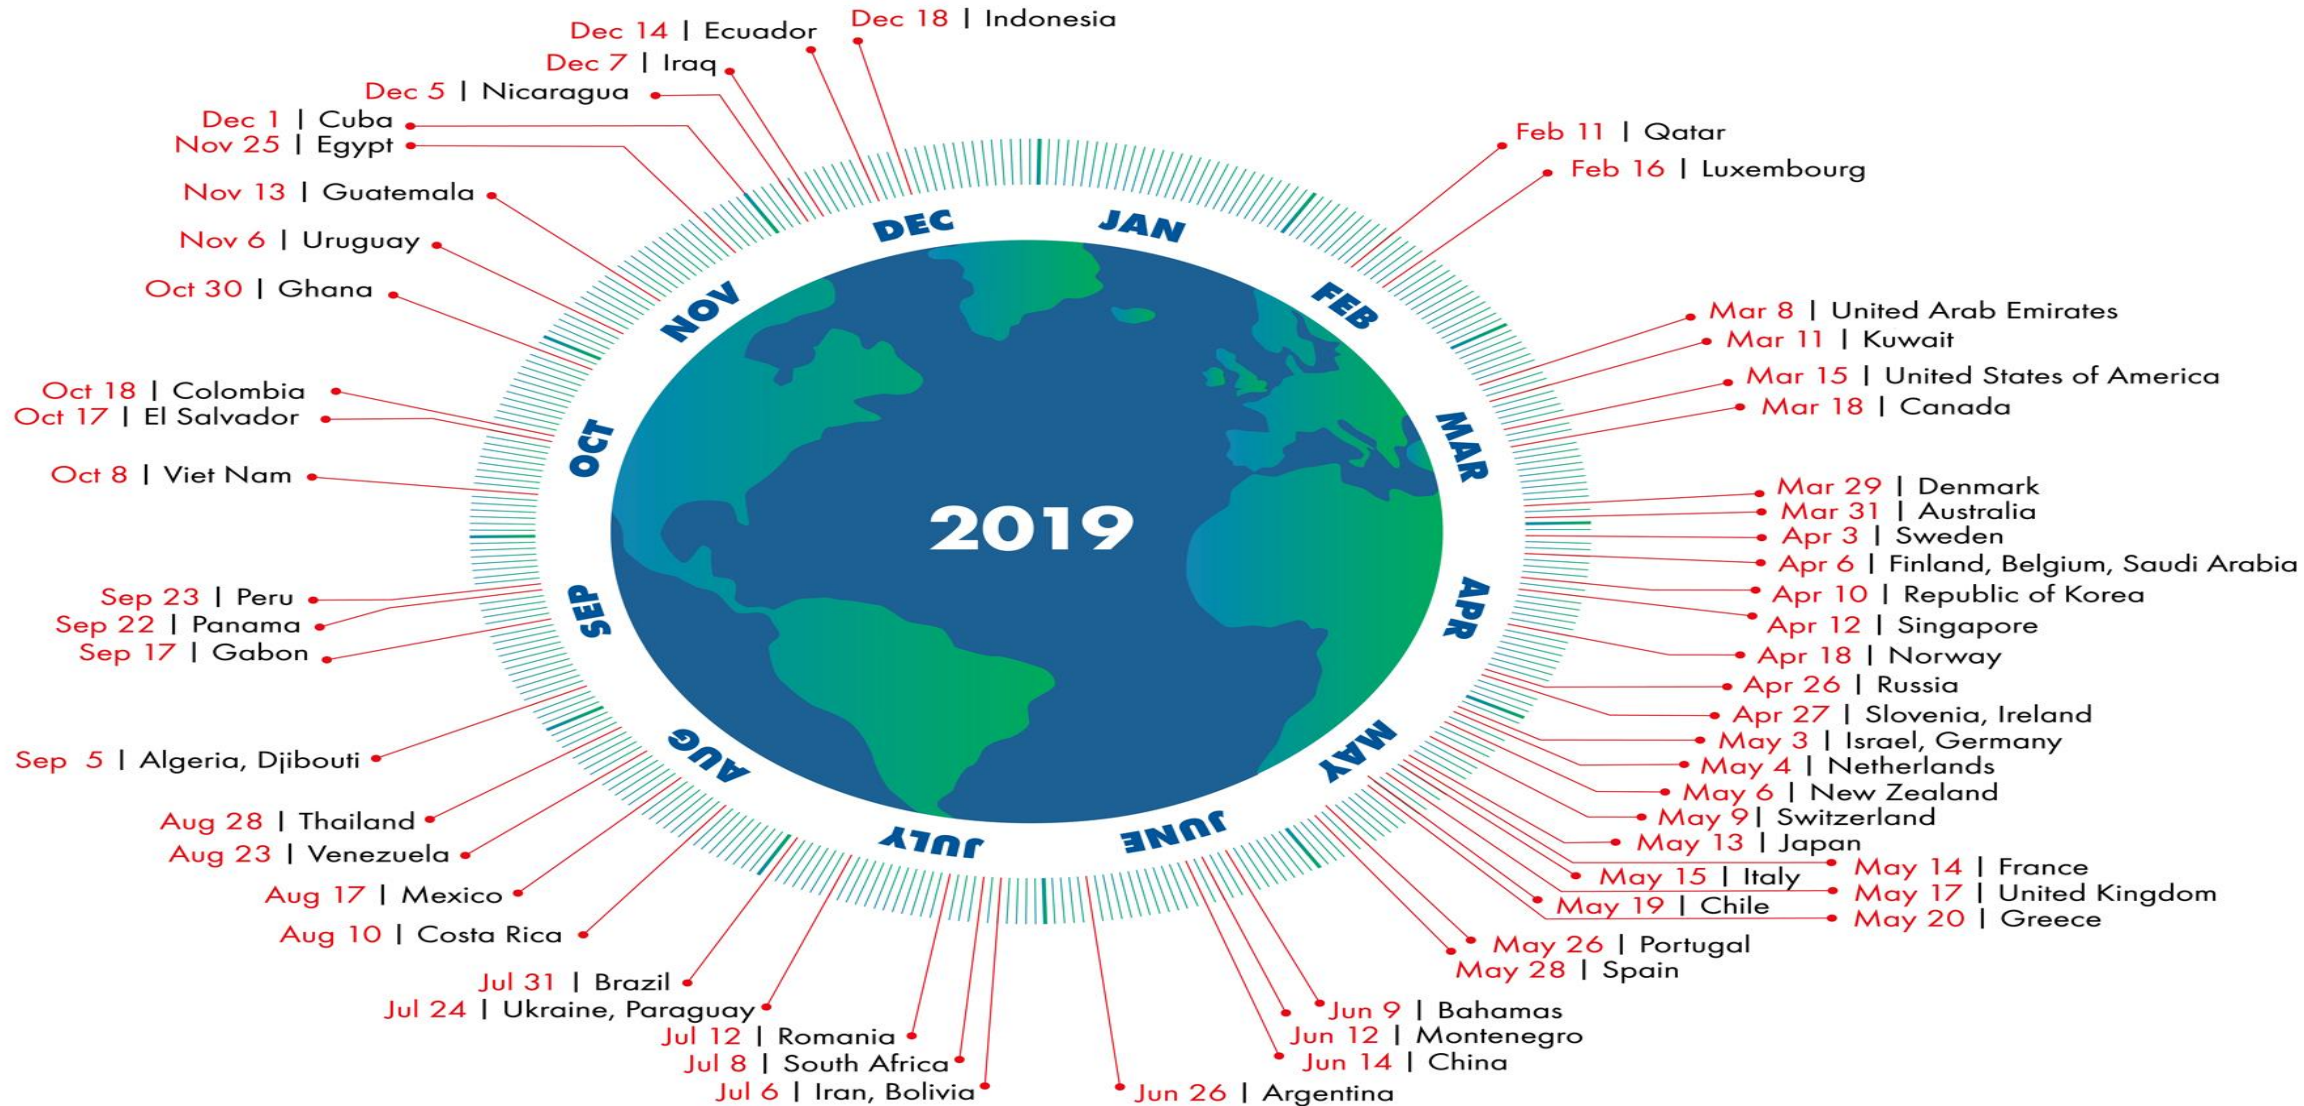 Dec 18 | Indonesia
Dec 14 | Ecuador
Dec 7 | Iraq
Dec 5 | Nicaragua
Dec 1 | Cuba
Nov 25 | Egypt
Nov 13 | Guatemala
Nov 6 | Uruguay
Oct 30 | Ghana
Oct 18 | Colombia
Oct 17 | El Salvador
Oct 8 | Viet Nam
Sep 23 | Peru
Sep 22 | Panama
Sep 17 | Gabon
Sep 5 | Algeria, Djibouti
Aug 28 | Thailand
Aug 23 | Venezuela
Aug 17 | Mexico
Aug 10 | Costa Rica
Jul 31 | Brazil
Jul 24 | Ukraine, Paraguay
Jul 12 | Romania
Jul 8 | South Africa
Jul 6 | Iran, Bolivia
JAN
FEB
MAR
APR
MAY
JUNE
JULY
AUG
SEP
OCT
NOV
DEC
2019
Feb 11 | Qatar
Feb 16 | Luxembourg
Mar 8 | United Arab Emirates
Mar 11 | Kuwait
Mar 15 | United States of America
Mar 18 | Canada
Mar 29 | Denmark
Mar 31 | Australia
Apr 3 | Sweden
Apr 6 | Finland, Belgium, Saudi Arabia
Apr 10 | Republic of Korea
Apr 12 | Singapore
Apr 18 | Norway
Apr 26 | Russia
Apr 27 | Slovenia, Ireland
May 3 | Israel, Germany
May 4 | Netherlands
May 6 | New Zealand
May 9 | Switzerland
May 13 | Japan
May 14 | France
May 15 | Italy
May 17 | United Kingdom
May 19 | Chile
May 20 | Greece
May 26 | Portugal
May 28 | Spain
Jun 9 | Bahamas
Jun 12 | Montenegro
Jun 14 | China
Jun 26 | Argentina